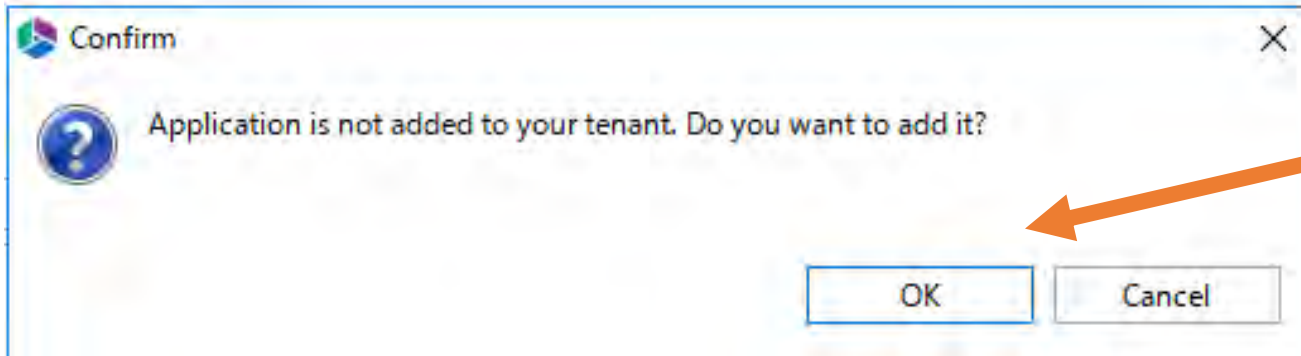 Confirm
Application is not added to your tenant. Do you want to add it?
OK
Cancel